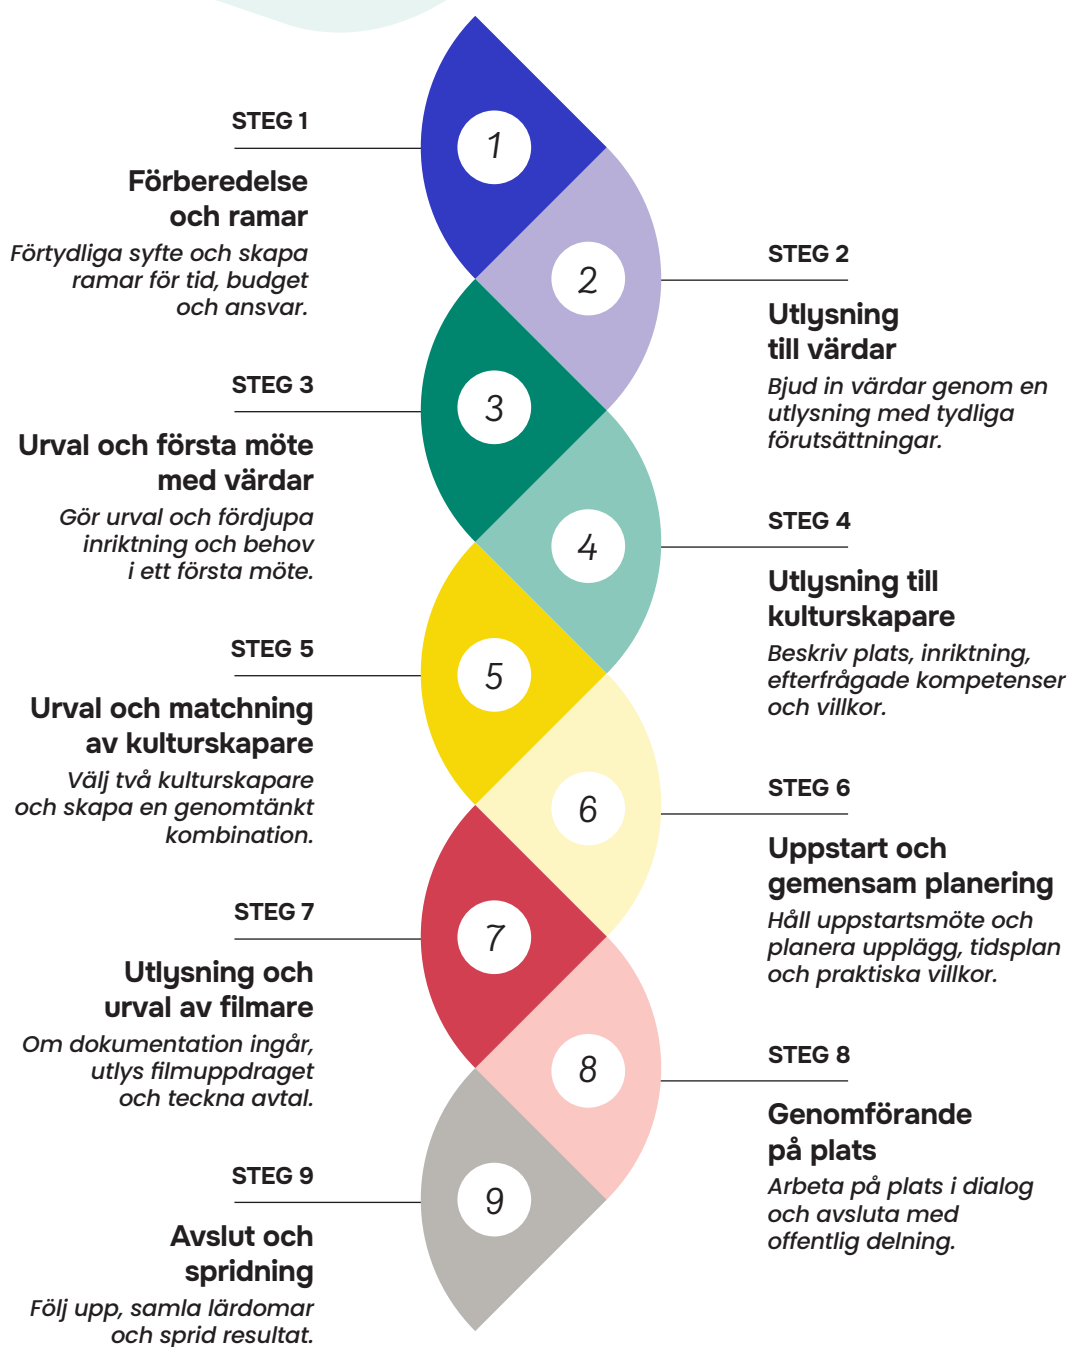 STEG 1
1
Förberedelse
och ramar
Förtydliga syfte och skapa
ramar för tid, budget
och ansvar.
STEG 2
2
Utlysning
till värdar
Bjud in värdar genom en
utlysning med tydliga
förutsättningar.
STEG 3
3
Urval och första möte
med värdar
Gör urval och fördjupa
inriktning och behov
i ett första möte.
STEG 4
4
Utlysning till
kulturskapare
Beskriv plats, inriktning,
efterfrågade kompetenser
och villkor.
STEG 5
5
Urval och matchning
av kulturskapare
Välj två kulturskapare
och skapa en genomtänkt
kombination.
STEG 6
6
Uppstart och
gemensam planering
Håll uppstartsmöte och
planera upplägg, tidsplan
och praktiska villkor.
STEG 7
7
Utlysning och
urval av filmare
Om dokumentation ingår,
utlys filmuppdraget
och teckna avtal.
STEG 8
8
Genomförande
på plats
Arbeta på plats i dialog
och avsluta med
offentlig delning.
STEG 9
9
Avslut och
spridning
Följ upp, samla lärdomar
och sprid resultat.